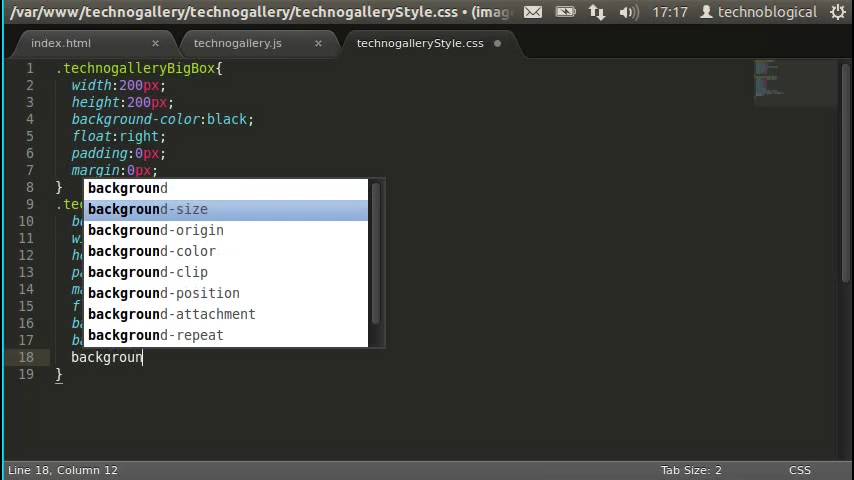 /var/www/technogallery/technogallery/technogalleryStyle.css • (imag 17:17 technoblogical
index.html × technogallery.js × technogalleryStyle.css
1 .technogalleryBigBox{
2 width:200px;
3 height:200px;
4 background-color:black;
5 float:right;
6 padding:0px;
7 margin:0px;
8 }
9 .te
10 b
11 w
12 h
13 p
14 m
15 f
16 ba
17 b
18 backgroun
19 }
background
background-size
background-origin
background-color
background-clip
background-position
background-attachment
background-repeat
Line 18, Column 12 Tab Size: 2 CSS